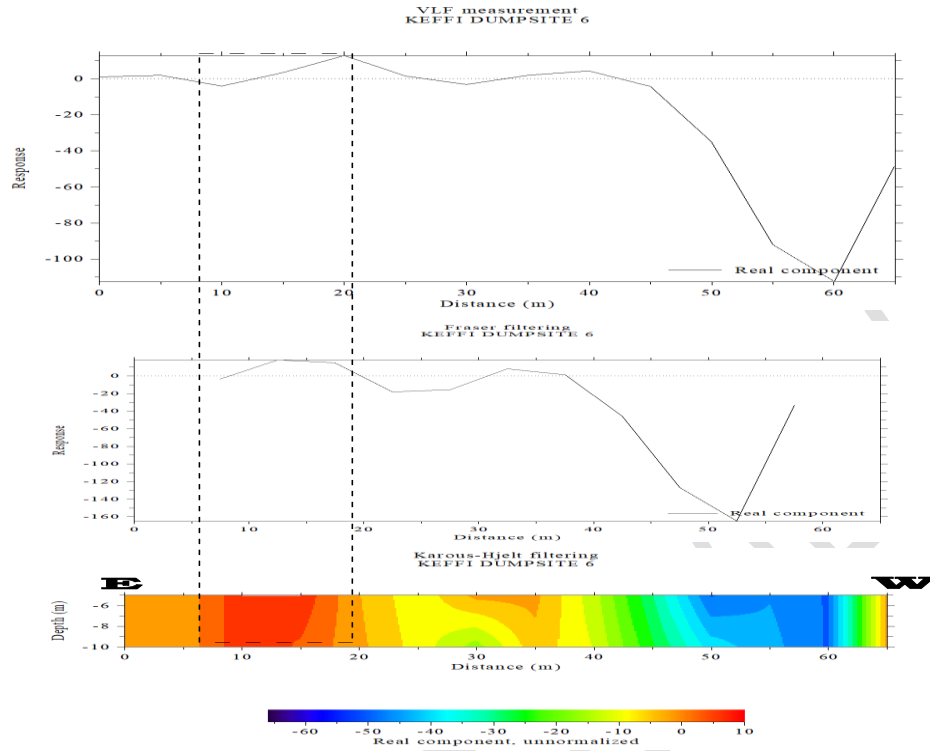 VLF measurement
KEFFI DUMPSITE 6
Response
0
-20
-40
-60
-80
-100
Real component
0 10 20 30 40 50 60
Distance (m)
Fraser filtering
KEFFI DUMPSITE 6
Response
0
-20
-40
-60
-80
-100
-120
-140
-160
Real component
0 10 20 30 40 50 60
Distance (m)
Karous-Hjelt filtering
KEFFI DUMPSITE 6
E W
Depth (m)
-6
-8
-10
0 10 20 30 40 50 60
Distance (m)
-60 -50 -40 -30 -20 -10 0 10
Real component, unnormalized